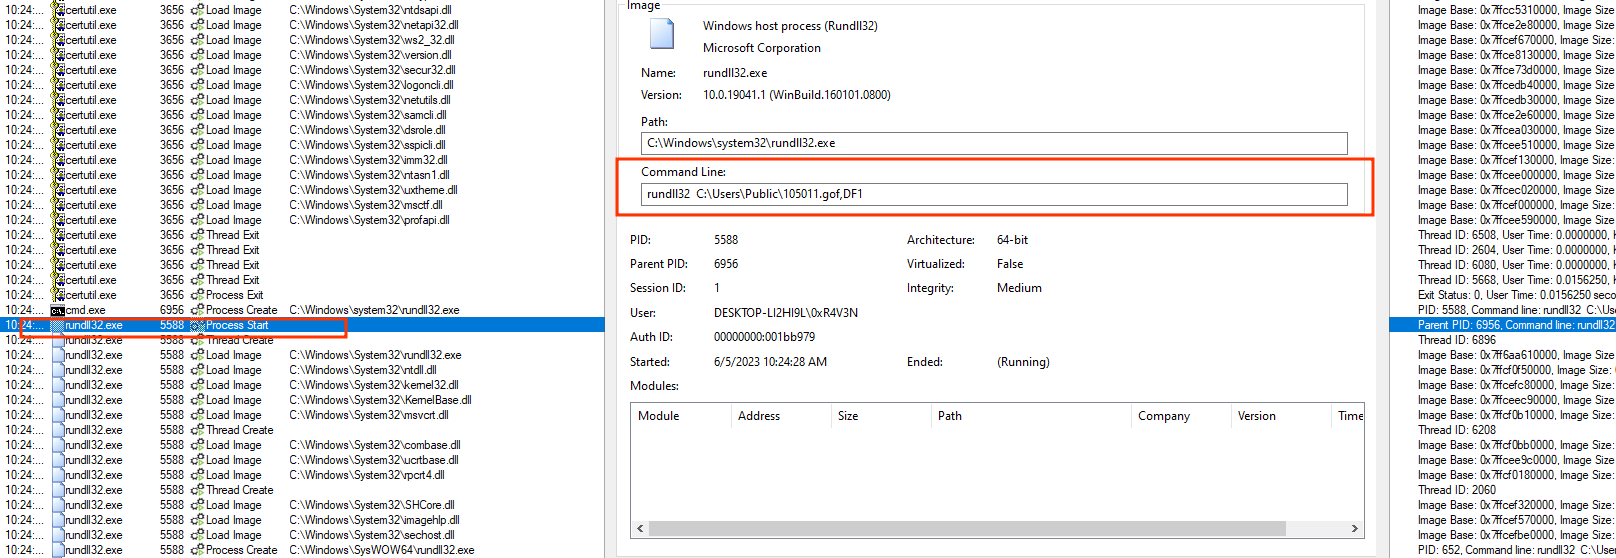 10:24:... certutil.exe 3656 Load Image C:\Windows\System32\ntdsapi.dll
10:24:... certutil.exe 3656 Load Image C:\Windows\System32\netapi32.dll
10:24:... certutil.exe 3656 Load Image C:\Windows\System32\ws2_32.dll
10:24:... certutil.exe 3656 Load Image C:\Windows\System32\version.dll
10:24:... certutil.exe 3656 Load Image C:\Windows\System32\secur32.dll
10:24:... certutil.exe 3656 Load Image C:\Windows\System32\logoncli.dll
10:24:... certutil.exe 3656 Load Image C:\Windows\System32\netutils.dll
10:24:... certutil.exe 3656 Load Image C:\Windows\System32\samcli.dll
10:24:... certutil.exe 3656 Load Image C:\Windows\System32\dsrole.dll
10:24:... certutil.exe 3656 Load Image C:\Windows\System32\sspicli.dll
10:24:... certutil.exe 3656 Load Image C:\Windows\System32\imm32.dll
10:24:... certutil.exe 3656 Load Image C:\Windows\System32\ntasn1.dll
10:24:... certutil.exe 3656 Load Image C:\Windows\System32\uxtheme.dll
10:24:... certutil.exe 3656 Load Image C:\Windows\System32\msctf.dll
10:24:... certutil.exe 3656 Load Image C:\Windows\System32\profapi.dll
10:24:... certutil.exe 3656 Thread Exit
10:24:... certutil.exe 3656 Thread Exit
10:24:... certutil.exe 3656 Thread Exit
10:24:... certutil.exe 3656 Thread Exit
10:24:... certutil.exe 3656 Process Exit
10:24:... cmd.exe 6956 Process Create C:\Windows\system32\rundll32.exe
10:24:... rundll32.exe 5588 Process Start
10:24:... rundll32.exe 5588 Thread Create
10:24:... rundll32.exe 5588 Load Image C:\Windows\System32\rundll32.exe
10:24:... rundll32.exe 5588 Load Image C:\Windows\System32\ntdll.dll
10:24:... rundll32.exe 5588 Load Image C:\Windows\System32\kernel32.dll
10:24:... rundll32.exe 5588 Load Image C:\Windows\System32\KernelBase.dll
10:24:... rundll32.exe 5588 Load Image C:\Windows\System32\msvcrt.dll
10:24:... rundll32.exe 5588 Thread Create
10:24:... rundll32.exe 5588 Load Image C:\Windows\System32\combase.dll
10:24:... rundll32.exe 5588 Load Image C:\Windows\System32\ucrtbase.dll
10:24:... rundll32.exe 5588 Load Image C:\Windows\System32\rpcrt4.dll
10:24:... rundll32.exe 5588 Thread Create
10:24:... rundll32.exe 5588 Load Image C:\Windows\System32\SHCore.dll
10:24:... rundll32.exe 5588 Load Image C:\Windows\System32\imagehlp.dll
10:24:... rundll32.exe 5588 Load Image C:\Windows\System32\sechost.dll
10:24:... rundll32.exe 5588 Process Create C:\Windows\SysWOW64\rundll32.exe
Image
Windows host process (Rundll32)
Microsoft Corporation
Name: rundll32.exe
Version: 10.0.19041.1 (WinBuild.160101.0800)
Path:
C:\Windows\system32\rundll32.exe
Command Line:
rundll32 C:\Users\Public\105011.gof,DF1
PID: 5588 Architecture: 64-bit
Parent PID: 6956 Virtualized: False
Session ID: 1 Integrity: Medium
User: DESKTOP-LI2HI9L\0xR4V3N
Auth ID: 00000000:001bb979
Started: 6/5/2023 10:24:28 AM Ended: (Running)
Modules:
Module Address Size Path Company Version Time
Image Base: 0x7ffcc5310000, Image Size
Image Base: 0x7ffce2e80000, Image Size
Image Base: 0x7ffcef670000, Image Size:
Image Base: 0x7ffce8130000, Image Size
Image Base: 0x7ffce73d0000, Image Size
Image Base: 0x7ffcedb40000, Image Size
Image Base: 0x7ffcedb30000, Image Size
Image Base: 0x7ffce2e60000, Image Size
Image Base: 0x7ffcea030000, Image Size
Image Base: 0x7ffcee510000, Image Size
Image Base: 0x7ffcef130000, Image Size:
Image Base: 0x7ffcee000000, Image Size
Image Base: 0x7ffcec020000, Image Size
Image Base: 0x7ffcef000000, Image Size:
Image Base: 0x7ffcee590000, Image Size
Thread ID: 6508, User Time: 0.0000000, K
Thread ID: 2604, User Time: 0.0000000, K
Thread ID: 6080, User Time: 0.0000000, K
Thread ID: 5668, User Time: 0.0156250, K
Exit Status: 0, User Time: 0.0156250 seco
PID: 5588, Command line: rundll32 C:\Use
Parent PID: 6956, Command line: rundll32
Thread ID: 6896
Image Base: 0x7ff6aa610000, Image Size
Image Base: 0x7ffcf0f50000, Image Size:
Image Base: 0x7ffcefc80000, Image Size:
Image Base: 0x7ffceec90000, Image Size
Image Base: 0x7ffcf0b10000, Image Size:
Thread ID: 6208
Image Base: 0x7ffcf0bb0000, Image Size:
Image Base: 0x7ffcee9c0000, Image Size
Image Base: 0x7ffcf0180000, Image Size:
Thread ID: 2060
Image Base: 0x7ffcef320000, Image Size:
Image Base: 0x7ffcef570000, Image Size:
Image Base: 0x7ffcefbe0000, Image Size:
PID: 652, Command line: rundll32 C:\User